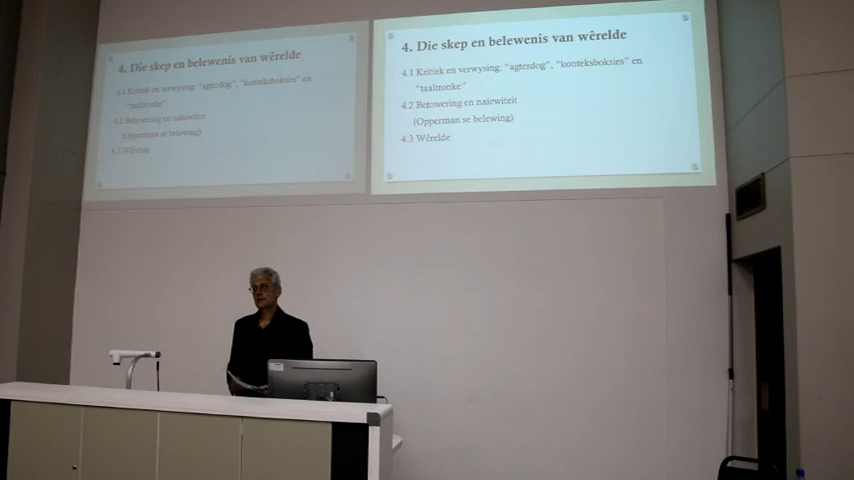 4. Die skep en belewenis van wêrelde
4.1 Kritiek en verwysing: "agterdog", "konteksboksies" en
"taaltronke"
4.2 Betowering en naïewiteit
(Opperman se belewing)
4.3 Wêrelde
4. Die skep en belewenis van wêrelde
4.1 Kritiek en verwysing: "agterdog", "konteksboksies" en
"taaltronke"
4.2 Betowering en naïewiteit
(Opperman se belewing)
4.3 Wêrelde